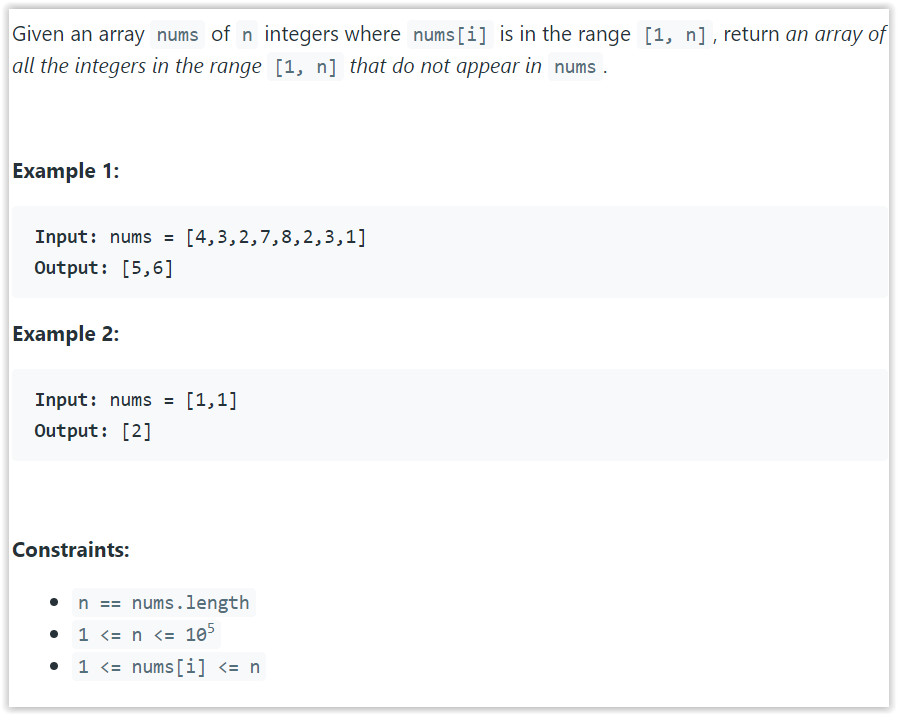 Given an array nums of n integers where nums[i] is in the range [1, n], return an array of
all the integers in the range [1, n] that do not appear in nums.
Example 1:
Input: nums = [4,3,2,7,8,2,3,1]
Output: [5,6]
Example 2:
Input: nums = [1,1]
Output: [2]
Constraints:
• n == nums.length
• 1 <= n <= 10⁵
• 1 <= nums[i] <= n